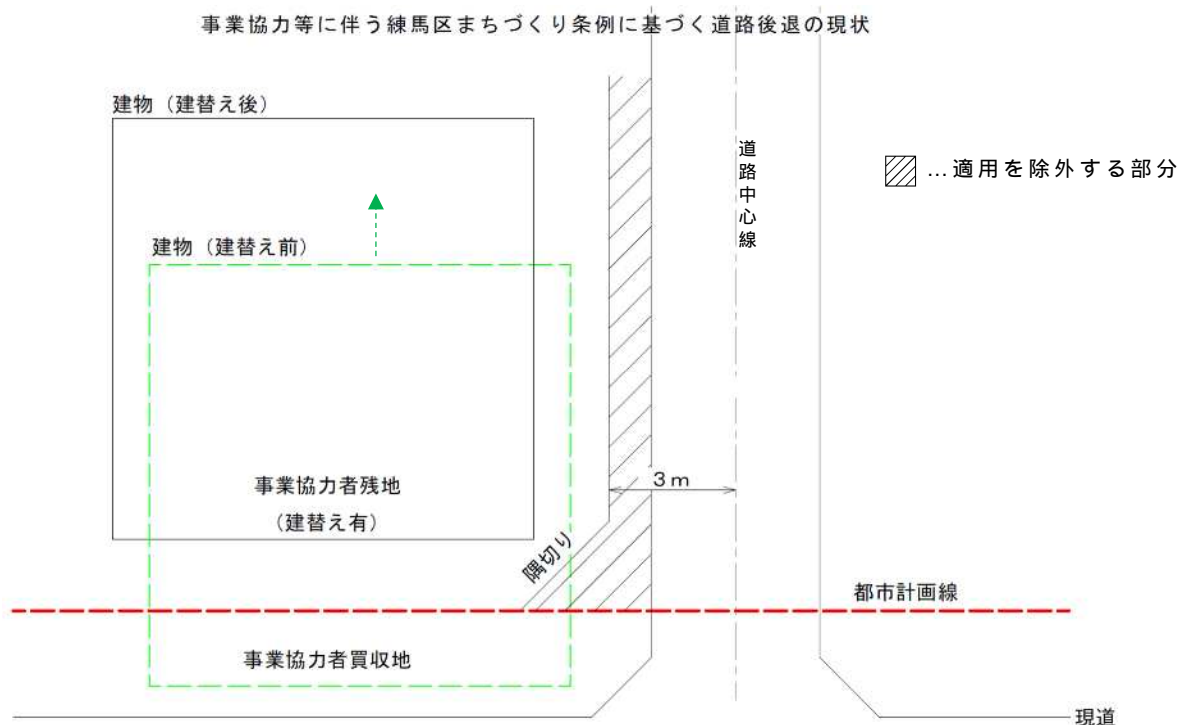 事業協力等に伴う練馬区まちづくり条例に基づく道路後退の現状
建物（建替え後）
道路中心線
…適用を除外する部分
建物（建替え前）
事業協力者残地
（建替え有）
3m
隅切り
都市計画線
事業協力者買収地
現道